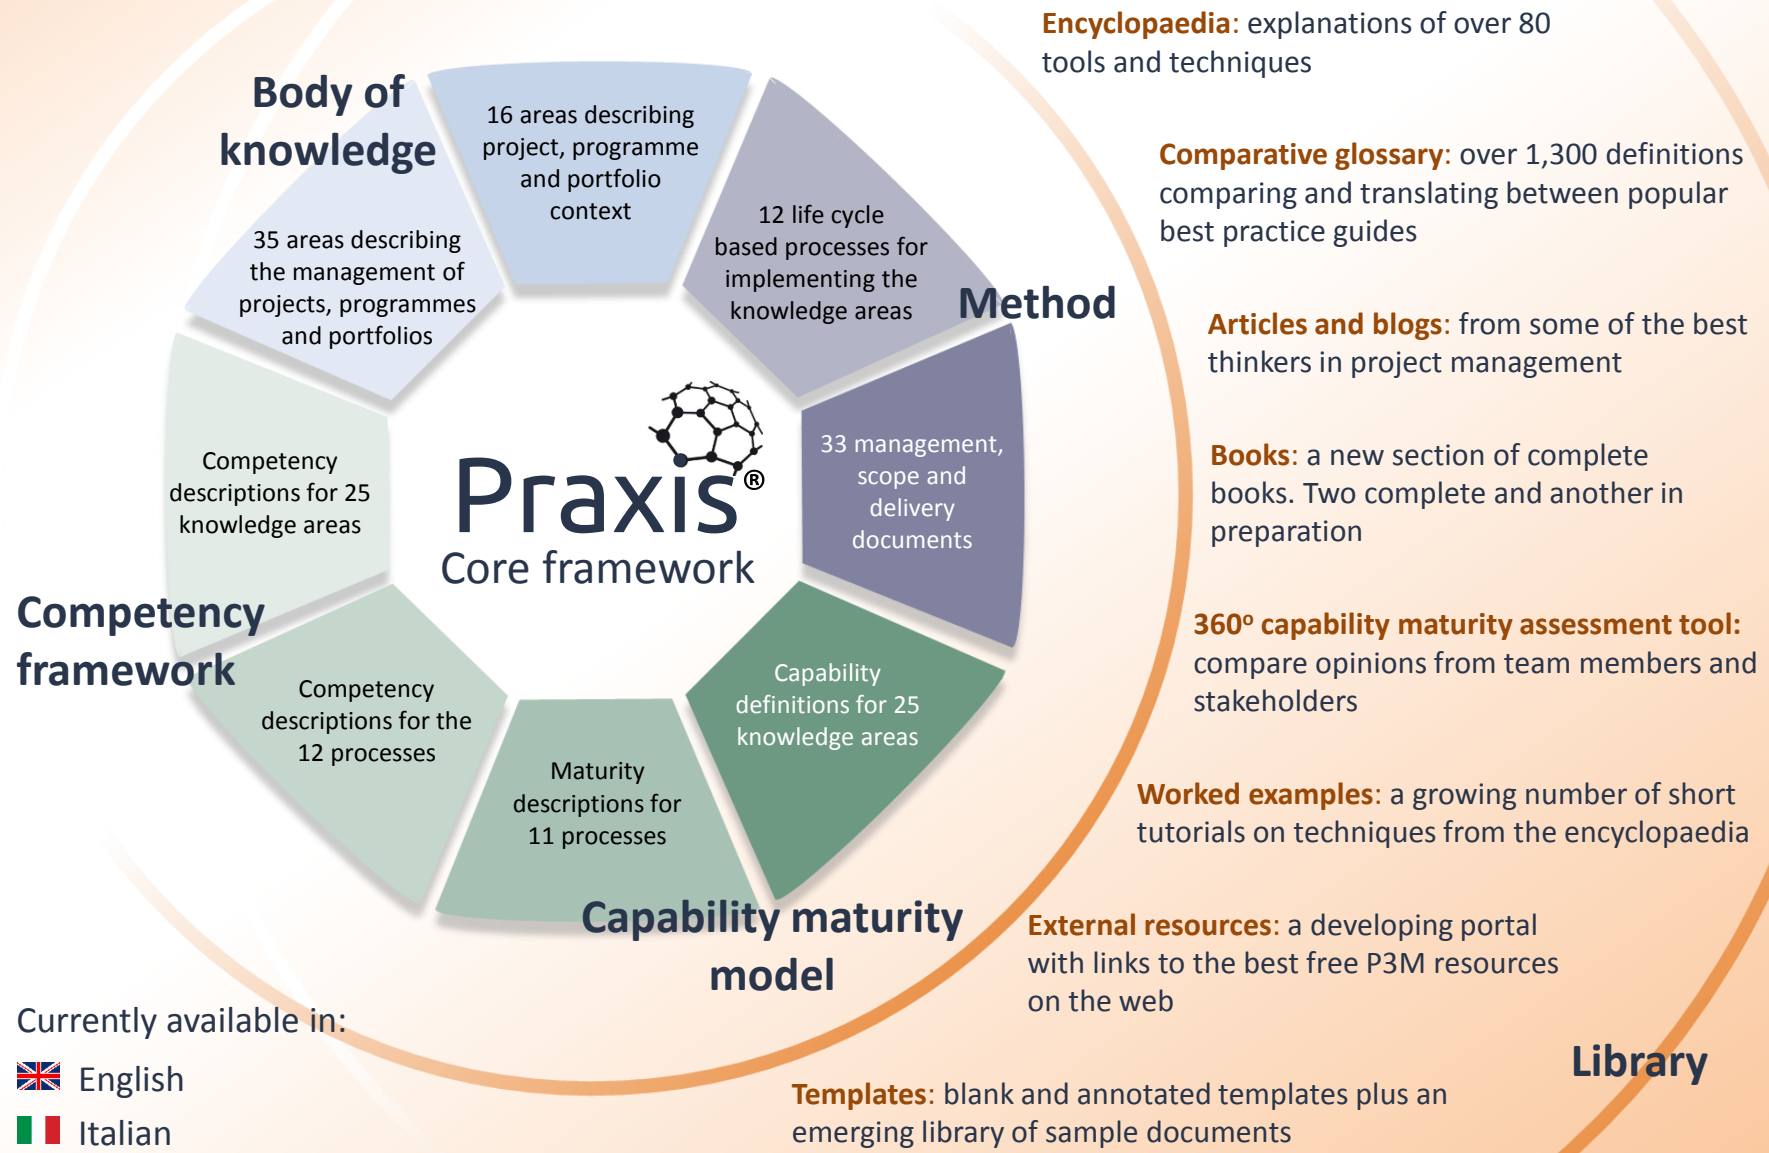 Body of
knowledge
16 areas describing
project, programme
and portfolio
context
12 life cycle
based processes for
implementing the
knowledge areas
Method
35 areas describing
the management of
projects, programmes
and portfolios
33 management,
scope and
delivery
documents
Competency
descriptions for 25
knowledge areas
Praxis®
Core framework
Competency
framework
Competency
descriptions for the
12 processes
Maturity
descriptions for
11 processes
Capability
definitions for 25
knowledge areas
Capability maturity
model
Encyclopaedia: explanations of over 80
tools and techniques
Comparative glossary: over 1,300 definitions
comparing and translating between popular
best practice guides
Articles and blogs: from some of the best
thinkers in project management
Books: a new section of complete
books. Two complete and another in
preparation
360º capability maturity assessment tool:
compare opinions from team members and
stakeholders
Worked examples: a growing number of short
tutorials on techniques from the encyclopaedia
External resources: a developing portal
with links to the best free P3M resources
on the web
Library
Templates: blank and annotated templates plus an
emerging library of sample documents
Currently available in:
English
Italian